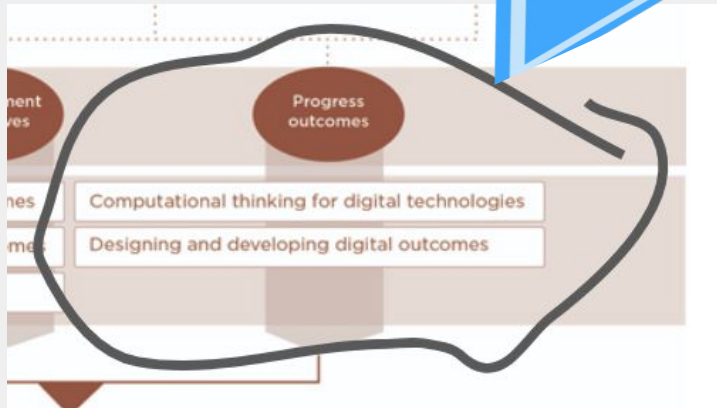 Progress
outcomes
Computational thinking for digital technologies
Designing and developing digital outcomes